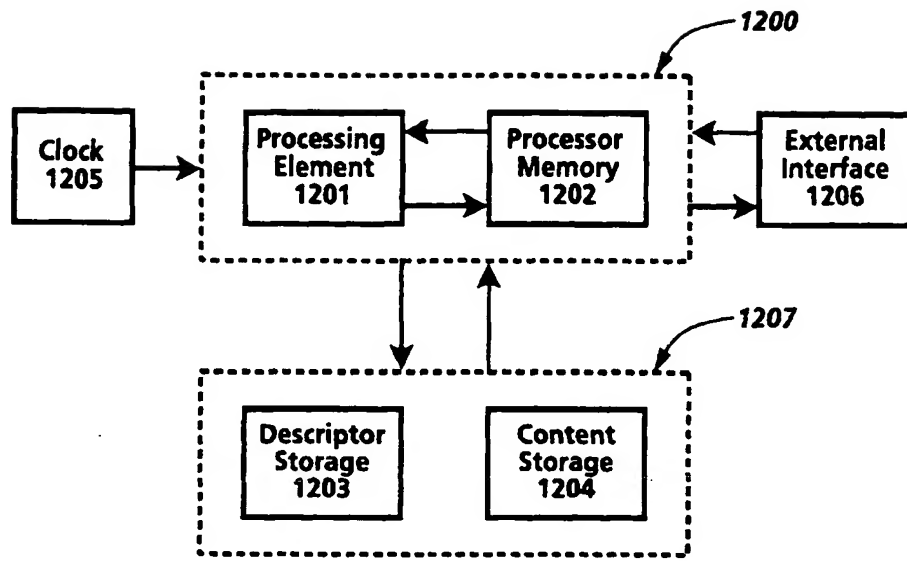 1200
Clock
1205
Processing
Element
1201
Processor
Memory
1202
External
Interface
1206
1207
Descriptor
Storage
1203
Content
Storage
1204